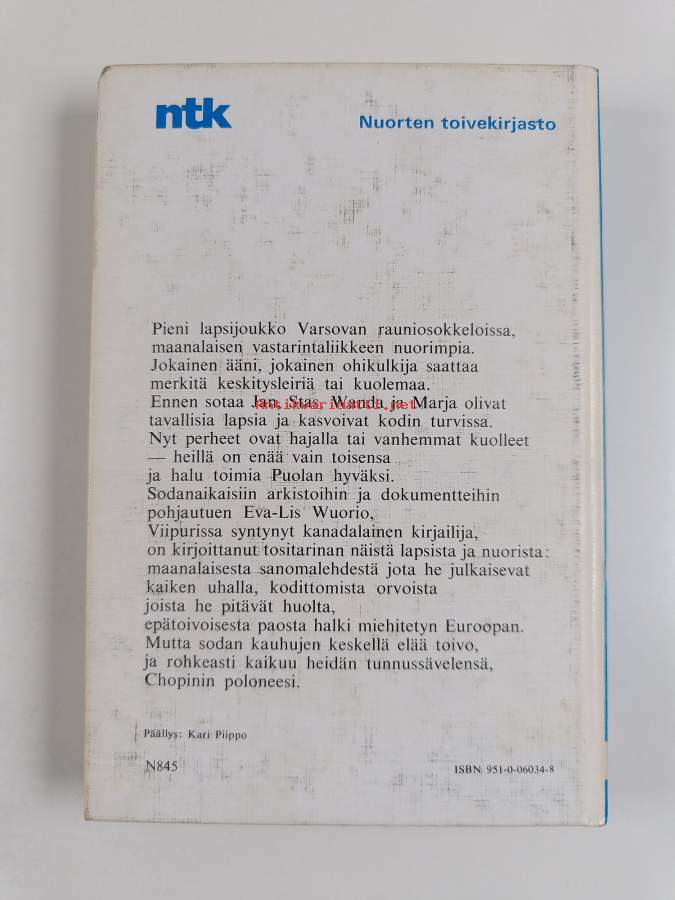 ntk
Nuorten toivekirjasto
Pieni lapsijoukko Varsovan rauniosokkeloissa,
maanalaisen vastarintaliikkeen nuorimpia.
Jokainen ääni, jokainen ohikulkija saattaa
merkitä keskitysleiriä tai kuolemaa.
Ennen sotaa Jan, Stas, Wanda ja Marja olivat
antikvariaatti.net
tavallisia lapsia ja kasvoivat kodin turvissa.
Nyt perheet ovat hajalla tai vanhemmat kuolleet
— heillä on enää vain toisensa
ja halu toimia Puolan hyväksi.
Sodanaikaisiin arkistoihin ja dokumentteihin
pohjautuen Eva-Lis Wuorio,
Viipurissa syntynyt kanadalainen kirjailija,
on kirjoittanut tositarinan näistä lapsista ja nuorista:
maanalaisesta sanomalehdestä jota he julkaisevat
kaiken uhalla, kodittomista orvoista
joista he pitävät huolta,
epätoivoisesta paosta halki miehitetyn Euroopan.
Mutta sodan kauhujen keskellä elää toivo,
ja rohkeasti kaikuu heidän tunnussävelensä,
Chopinin poloneesi.
Päällys: Kari Piippo
N845
ISBN 951-0-06034-8